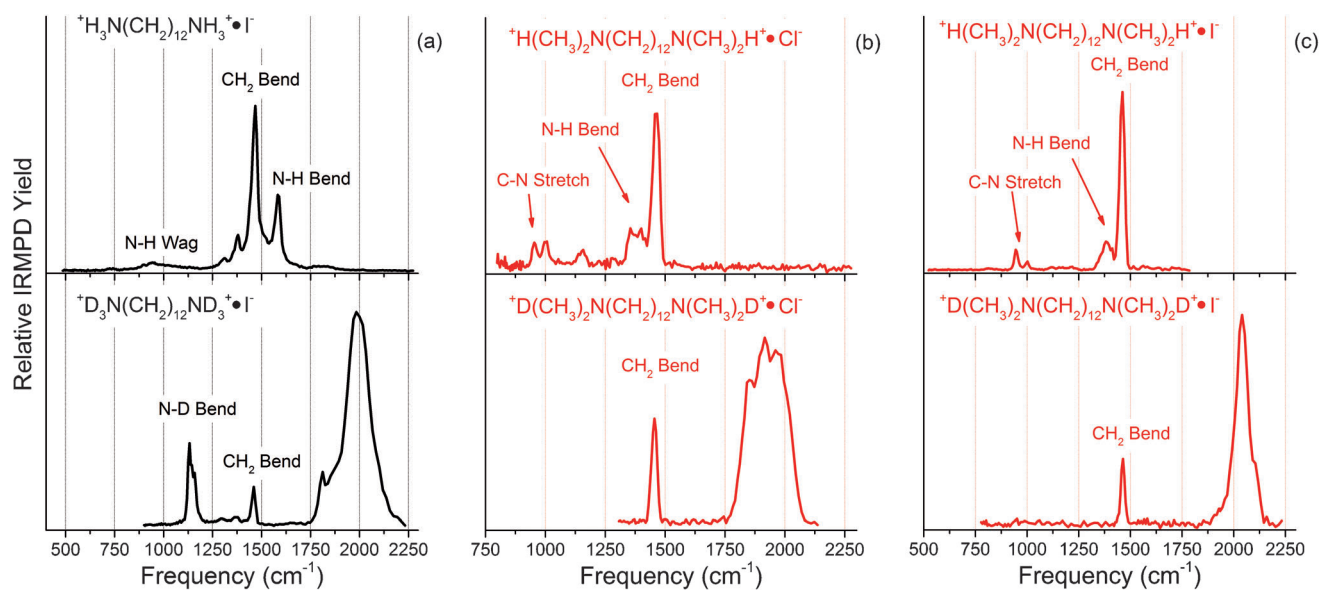 ⁺H₃N(CH₂)₁₂NH₃⁺•I⁻
(a)
CH₂ Bend
N-H Bend
N-H Wag
⁺D₃N(CH₂)₁₂ND₃⁺•I⁻
N-D Bend
CH₂ Bend
500 750 1000 1250 1500 1750 2000 2250
Frequency (cm⁻¹)
Relative IRMPD Yield
⁺H(CH₃)₂N(CH₂)₁₂N(CH₃)₂H⁺•Cl⁻
(b)
CH₂ Bend
N-H Bend
C-N Stretch
⁺D(CH₃)₂N(CH₂)₁₂N(CH₃)₂D⁺•Cl⁻
CH₂ Bend
750 1000 1250 1500 1750 2000 2250
Frequency (cm⁻¹)
⁺H(CH₃)₂N(CH₂)₁₂N(CH₃)₂H⁺•I⁻
(c)
CH₂ Bend
N-H Bend
C-N Stretch
⁺D(CH₃)₂N(CH₂)₁₂N(CH₃)₂D⁺•I⁻
CH₂ Bend
500 750 1000 1250 1500 1750 2000 2250
Frequency (cm⁻¹)